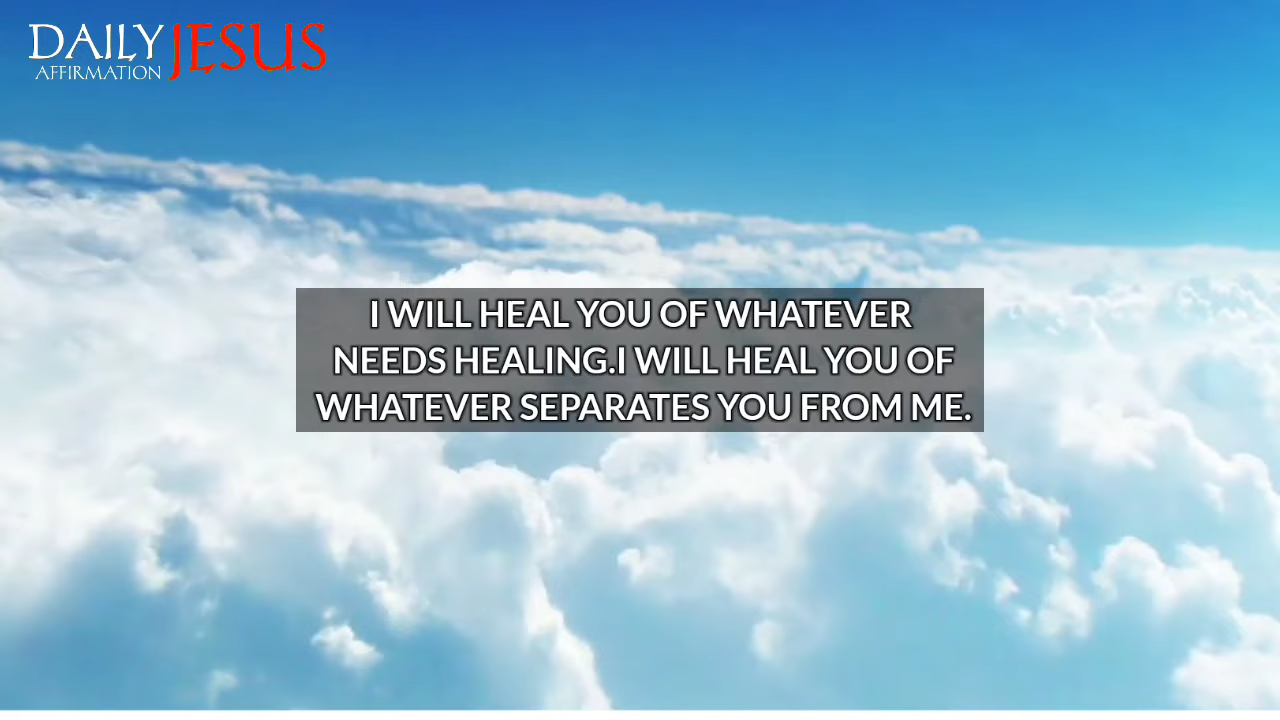 DAILY JESUS
AFFIRMATION
I WILL HEAL YOU OF WHATEVER
NEEDS HEALING.I WILL HEAL YOU OF
WHATEVER SEPARATES YOU FROM ME.